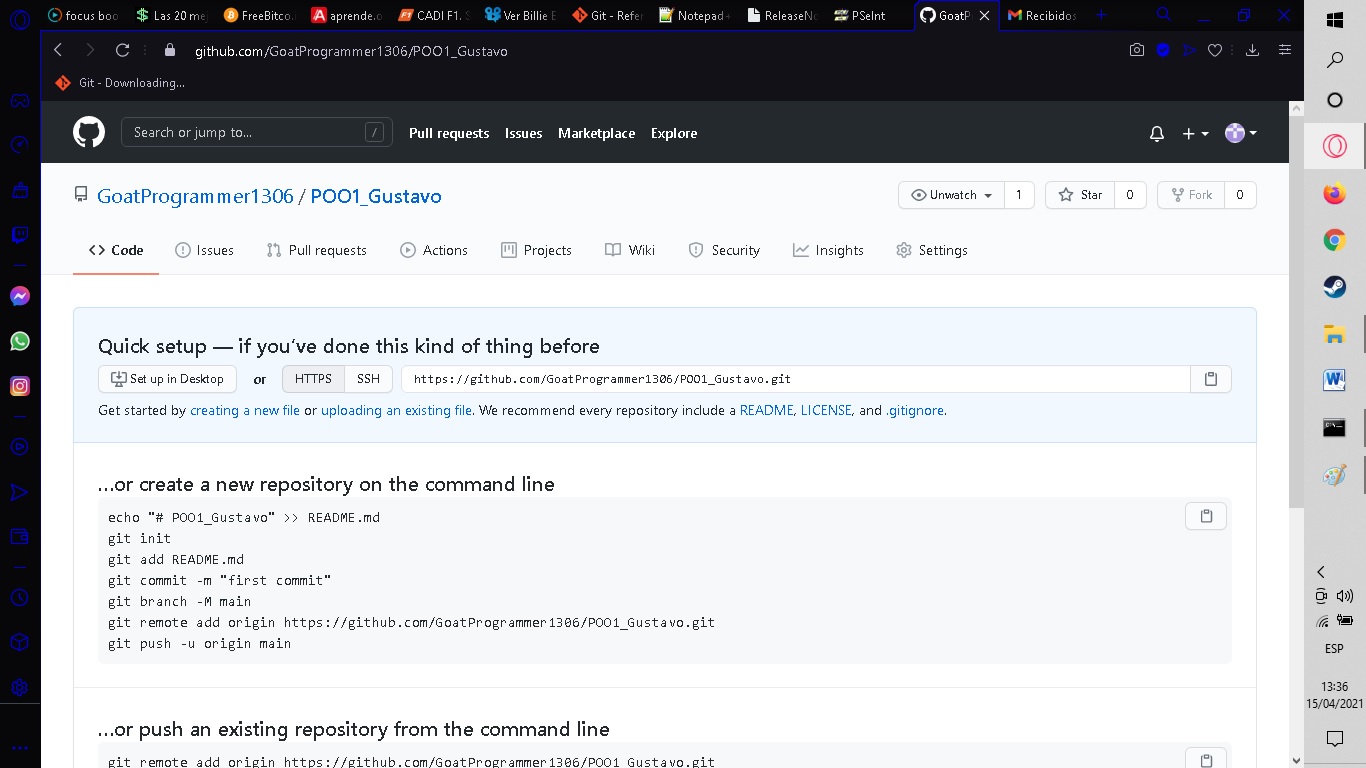 focus boo
Las 20 mej
FreeBitco.i
aprende.o
CADI F1. S
Ver Billie E
Git - Refer
Notepad+
ReleaseNo
PSeInt
GoatP
Recibidos
github.com/GoatProgrammer1306/POO1_Gustavo
Git - Downloading...
Search or jump to...
/
Pull requests
Issues
Marketplace
Explore
GoatProgrammer1306 / POO1_Gustavo
Unwatch
1
Star
0
Fork
0
Code
Issues
Pull requests
Actions
Projects
Wiki
Security
Insights
Settings
Quick setup — if you've done this kind of thing before
Set up in Desktop
or
HTTPS
SSH
https://github.com/GoatProgrammer1306/POO1_Gustavo.git
Get started by creating a new file or uploading an existing file. We recommend every repository include a README, LICENSE, and .gitignore.
...or create a new repository on the command line
echo "# POO1_Gustavo" >> README.md
git init
git add README.md
git commit -m "first commit"
git branch -M main
git remote add origin https://github.com/GoatProgrammer1306/POO1_Gustavo.git
git push -u origin main
...or push an existing repository from the command line
git remote add origin https://github.com/GoatProgrammer1306/POO1_Gustavo.git
ESP
13:36
15/04/2021